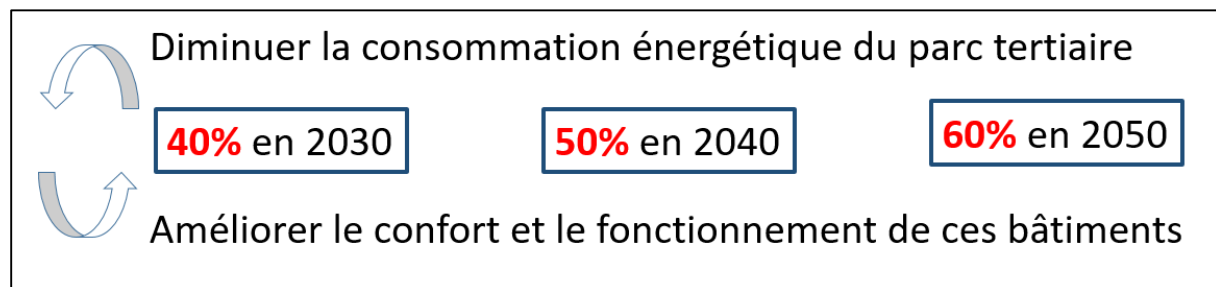 Diminuer la consommation énergétique du parc tertiaire
40% en 2030 50% en 2040 60% en 2050
Améliorer le confort et le fonctionnement de ces bâtiments